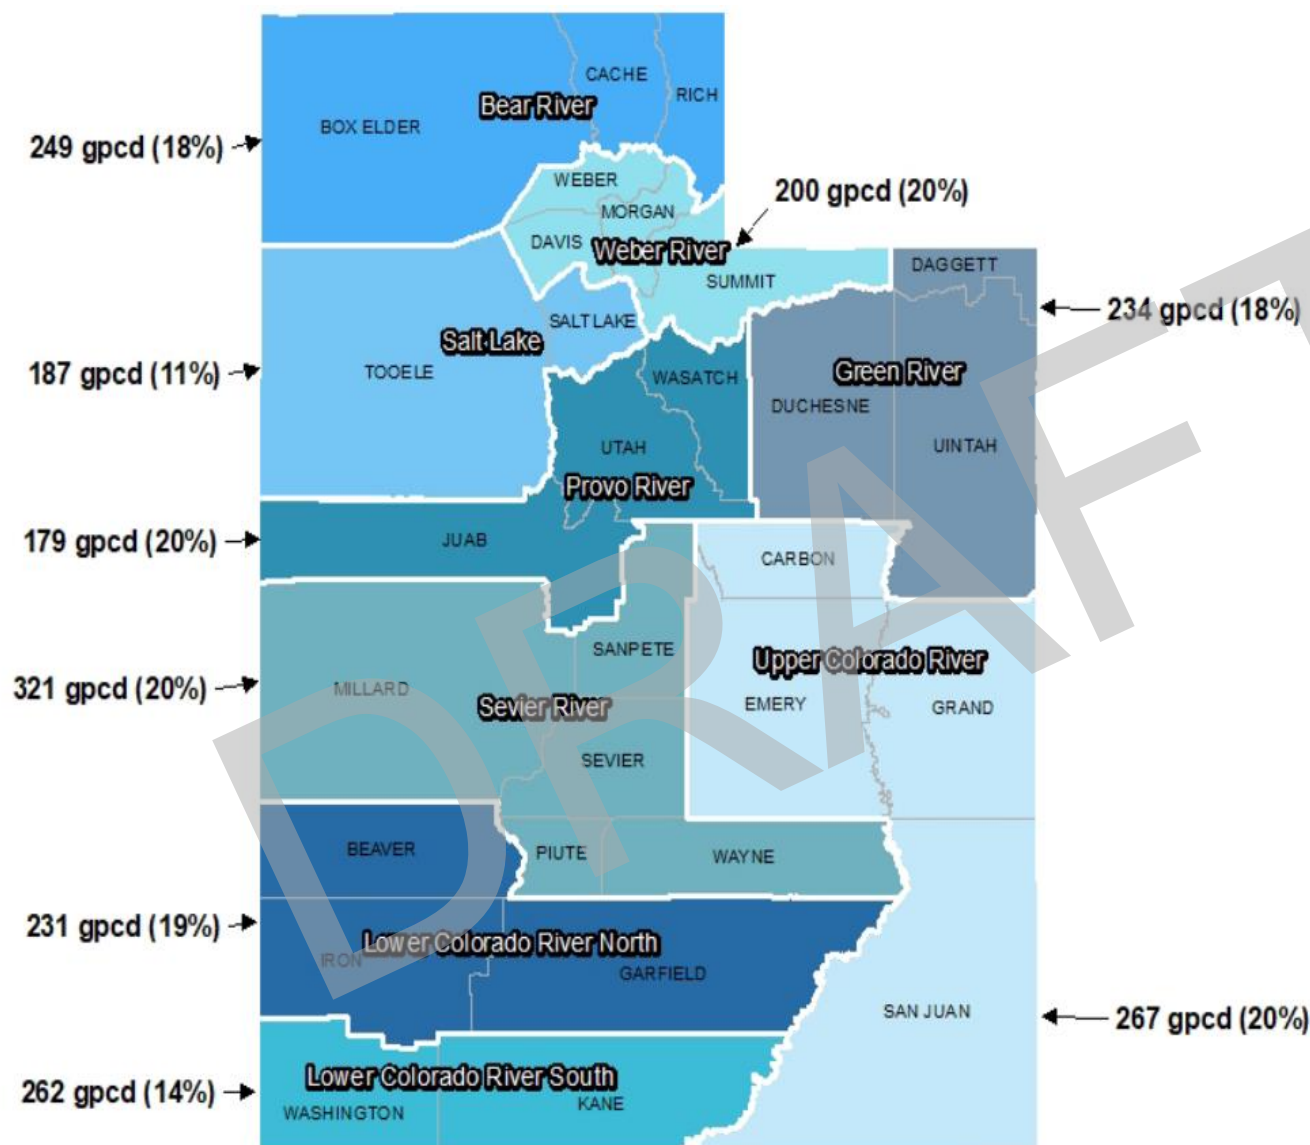 CACHE
RICH
Bear River
BOX ELDER
249 gpcd (18%)
WEBER
200 gpcd (20%)
MORGAN
DAVIS
Weber River
DAGGETT
SUMMIT
234 gpcd (18%)
SALT LAKE
Salt Lake
187 gpcd (11%)
TOOELE
WASATCH
Green River
DUCHESNE
UTAH
UINTAH
Provo River
179 gpcd (20%)
JUAB
CARBON
SANPETE
Upper Colorado River
321 gpcd (20%)
MILLARD
Sevier River
EMERY
GRAND
SEVIER
BEAVER
PIUTE
WAYNE
231 gpcd (19%)
Lower Colorado River North
IRON
GARFIELD
SAN JUAN
267 gpcd (20%)
Lower Colorado River South
262 gpcd (14%)
WASHINGTON
KANE
DRAFT